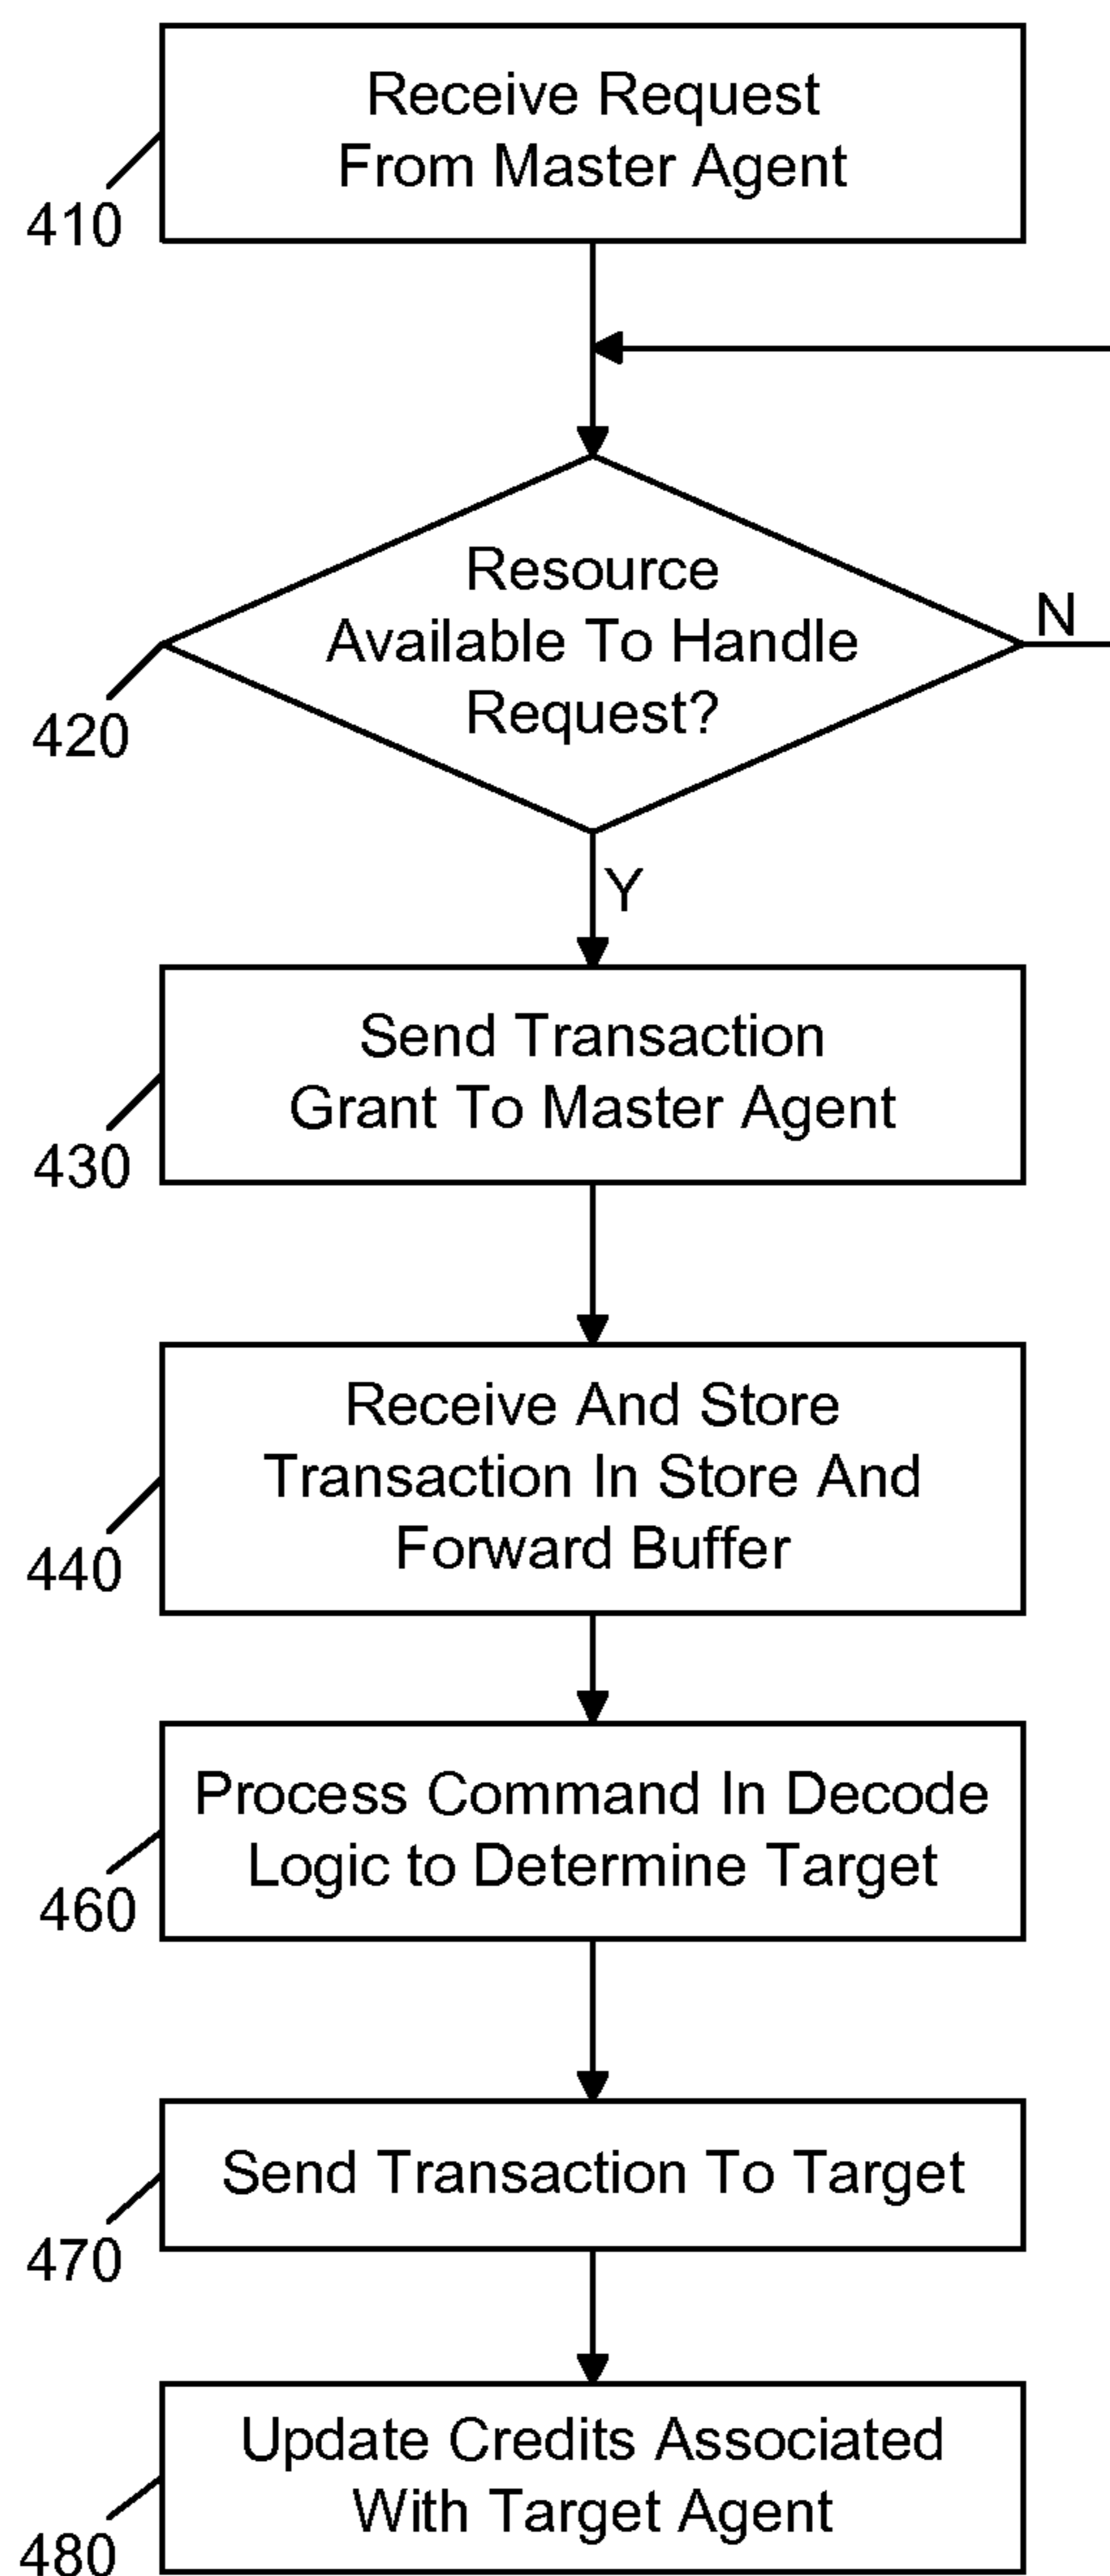 Receive Request
From Master Agent
410
Resource
Available To Handle
Request?
N
420
Y
Send Transaction
Grant To Master Agent
430
Receive And Store
Transaction In Store And
Forward Buffer
440
Process Command In Decode
Logic to Determine Target
460
Send Transaction To Target
470
Update Credits Associated
With Target Agent
480